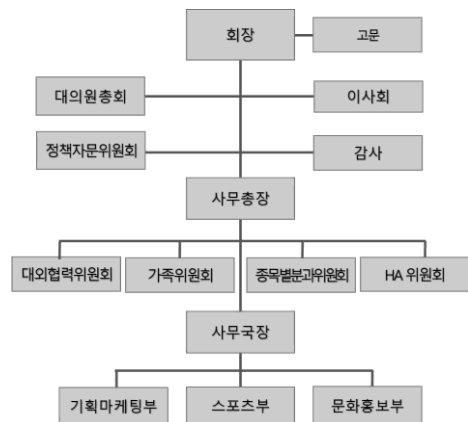 회장
고문
대의원총회
이사회
정책자문위원회
감사
사무총장
대외협력위원회
가족위원회
종목별분과위원회
HA 위원회
사무국장
기획마케팅부
스포츠부
문화홍보부